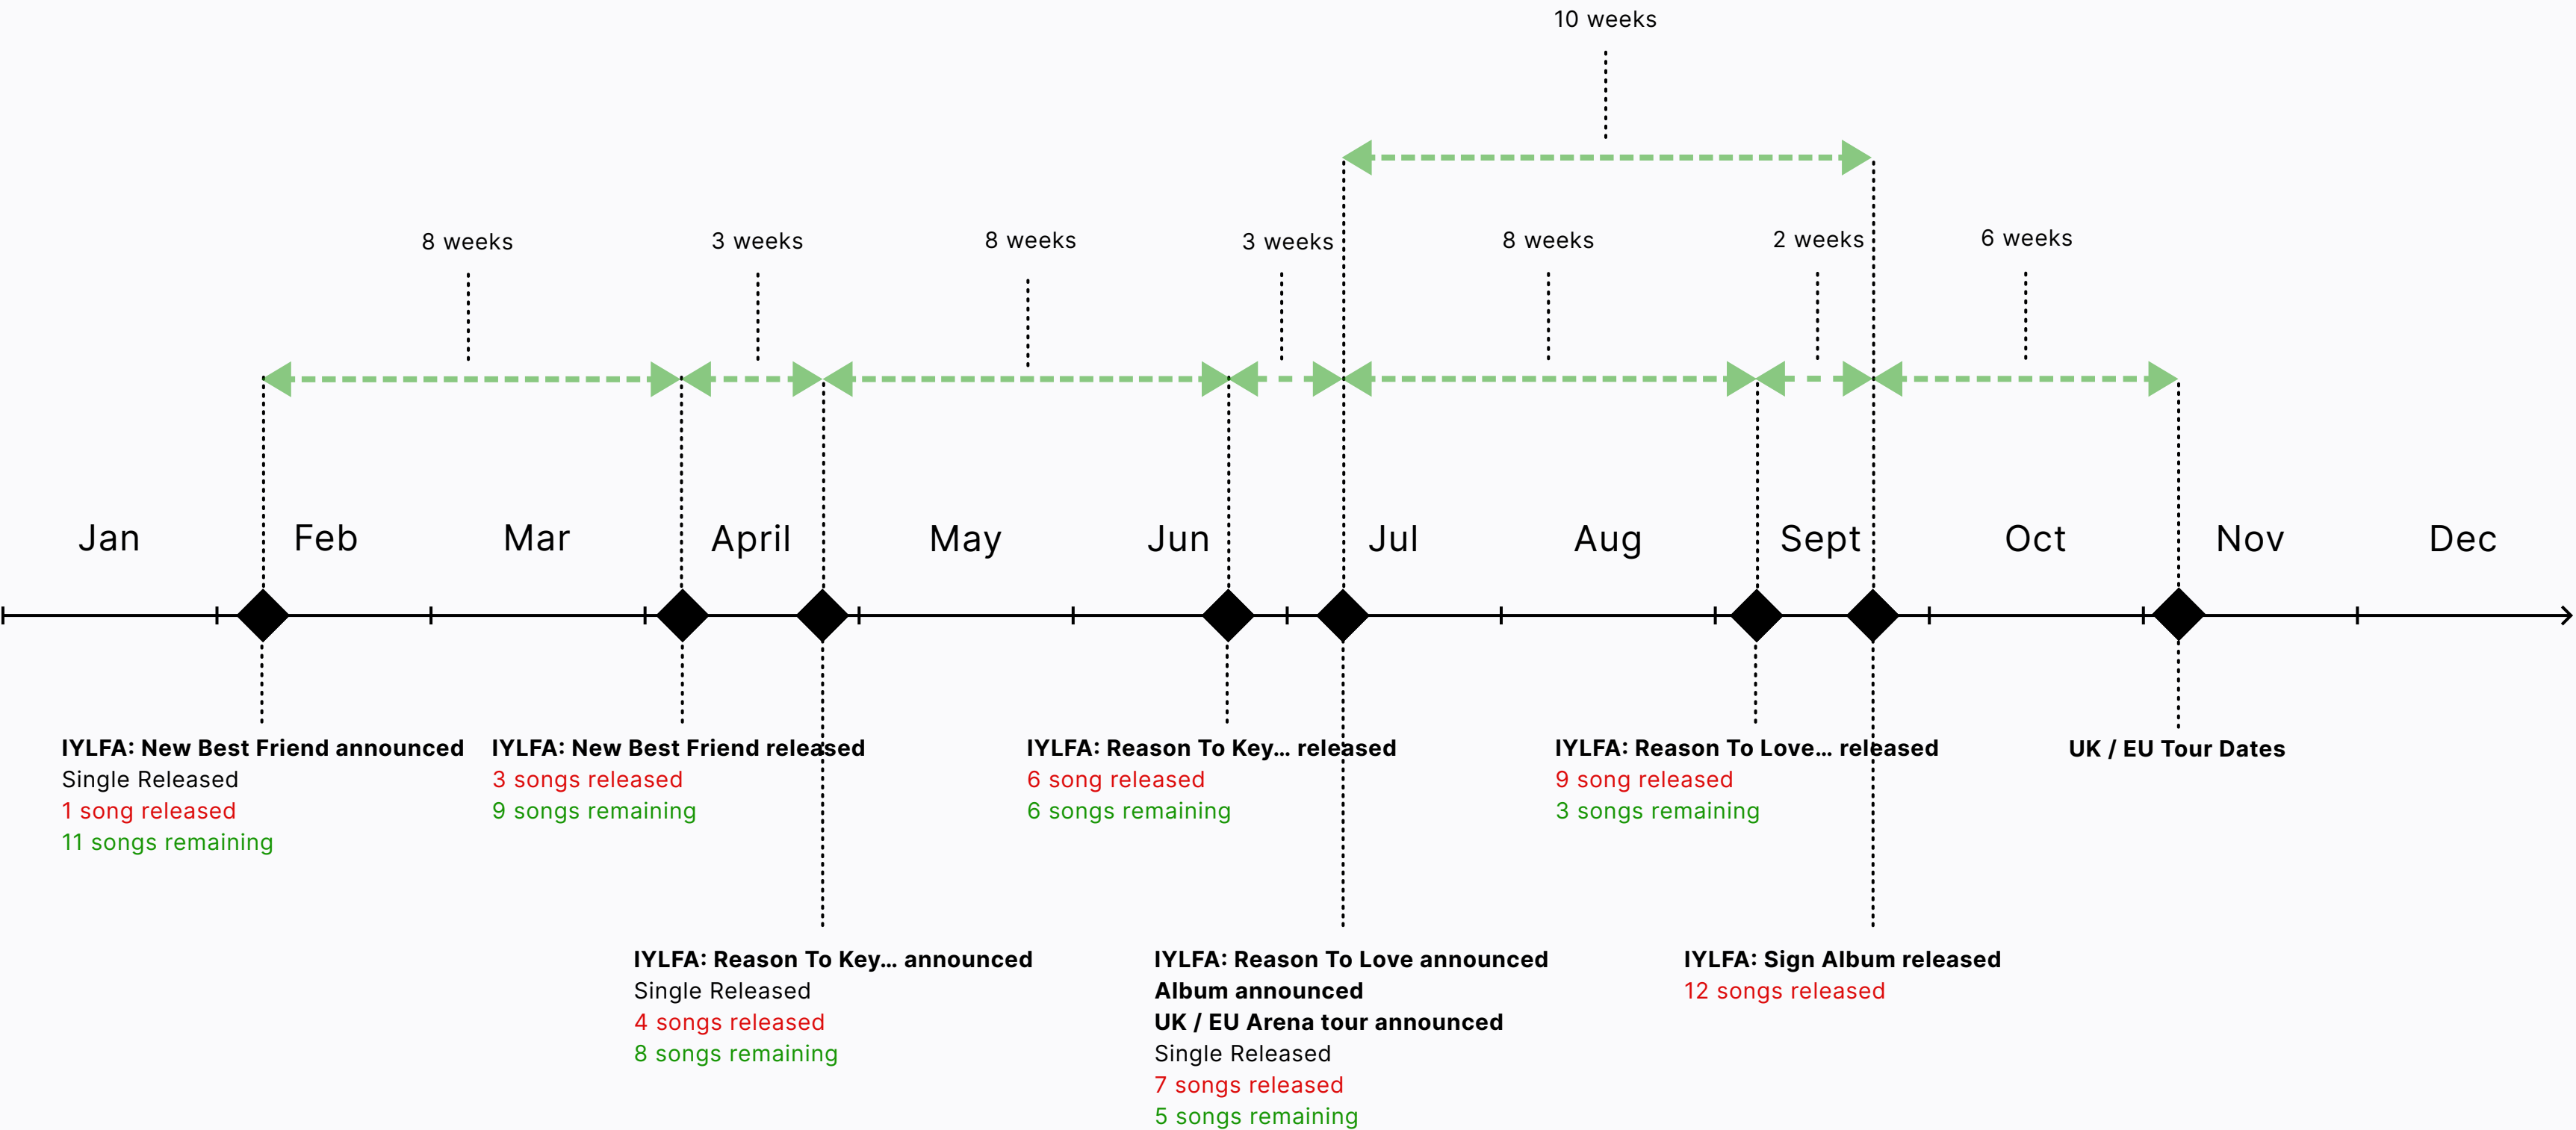 10 weeks
8 weeks
3 weeks
8 weeks
3 weeks
8 weeks
2 weeks
6 weeks
Jan
Feb
Mar
April
May
Jun
Jul
Aug
Sept
Oct
Nov
Dec
IYLFA: New Best Friend announced
Single Released
1 song released
11 songs remaining
IYLFA: New Best Friend released
3 songs released
9 songs remaining
IYLFA: Reason To Key... released
6 song released
6 songs remaining
IYLFA: Reason To Love... released
9 song released
3 songs remaining
UK / EU Tour Dates
IYLFA: Reason To Key... announced
Single Released
4 songs released
8 songs remaining
IYLFA: Reason To Love announced
Album announced
UK / EU Arena tour announced
Single Released
7 songs released
5 songs remaining
IYLFA: Sign Album released
12 songs released